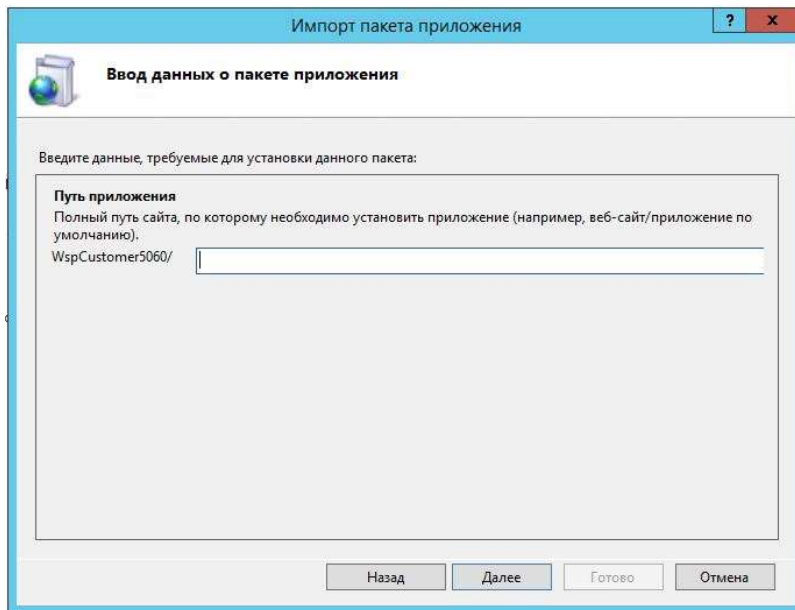 Импорт пакета приложения
?
x
Ввод данных о пакете приложения
Введите данные, требуемые для установки данного пакета:
Путь приложения
Полный путь сайта, по которому необходимо установить приложение (например, веб-сайт/приложение по
умолчанию).
WspCustomer5060/
Назад
Далее
Готово
Отмена